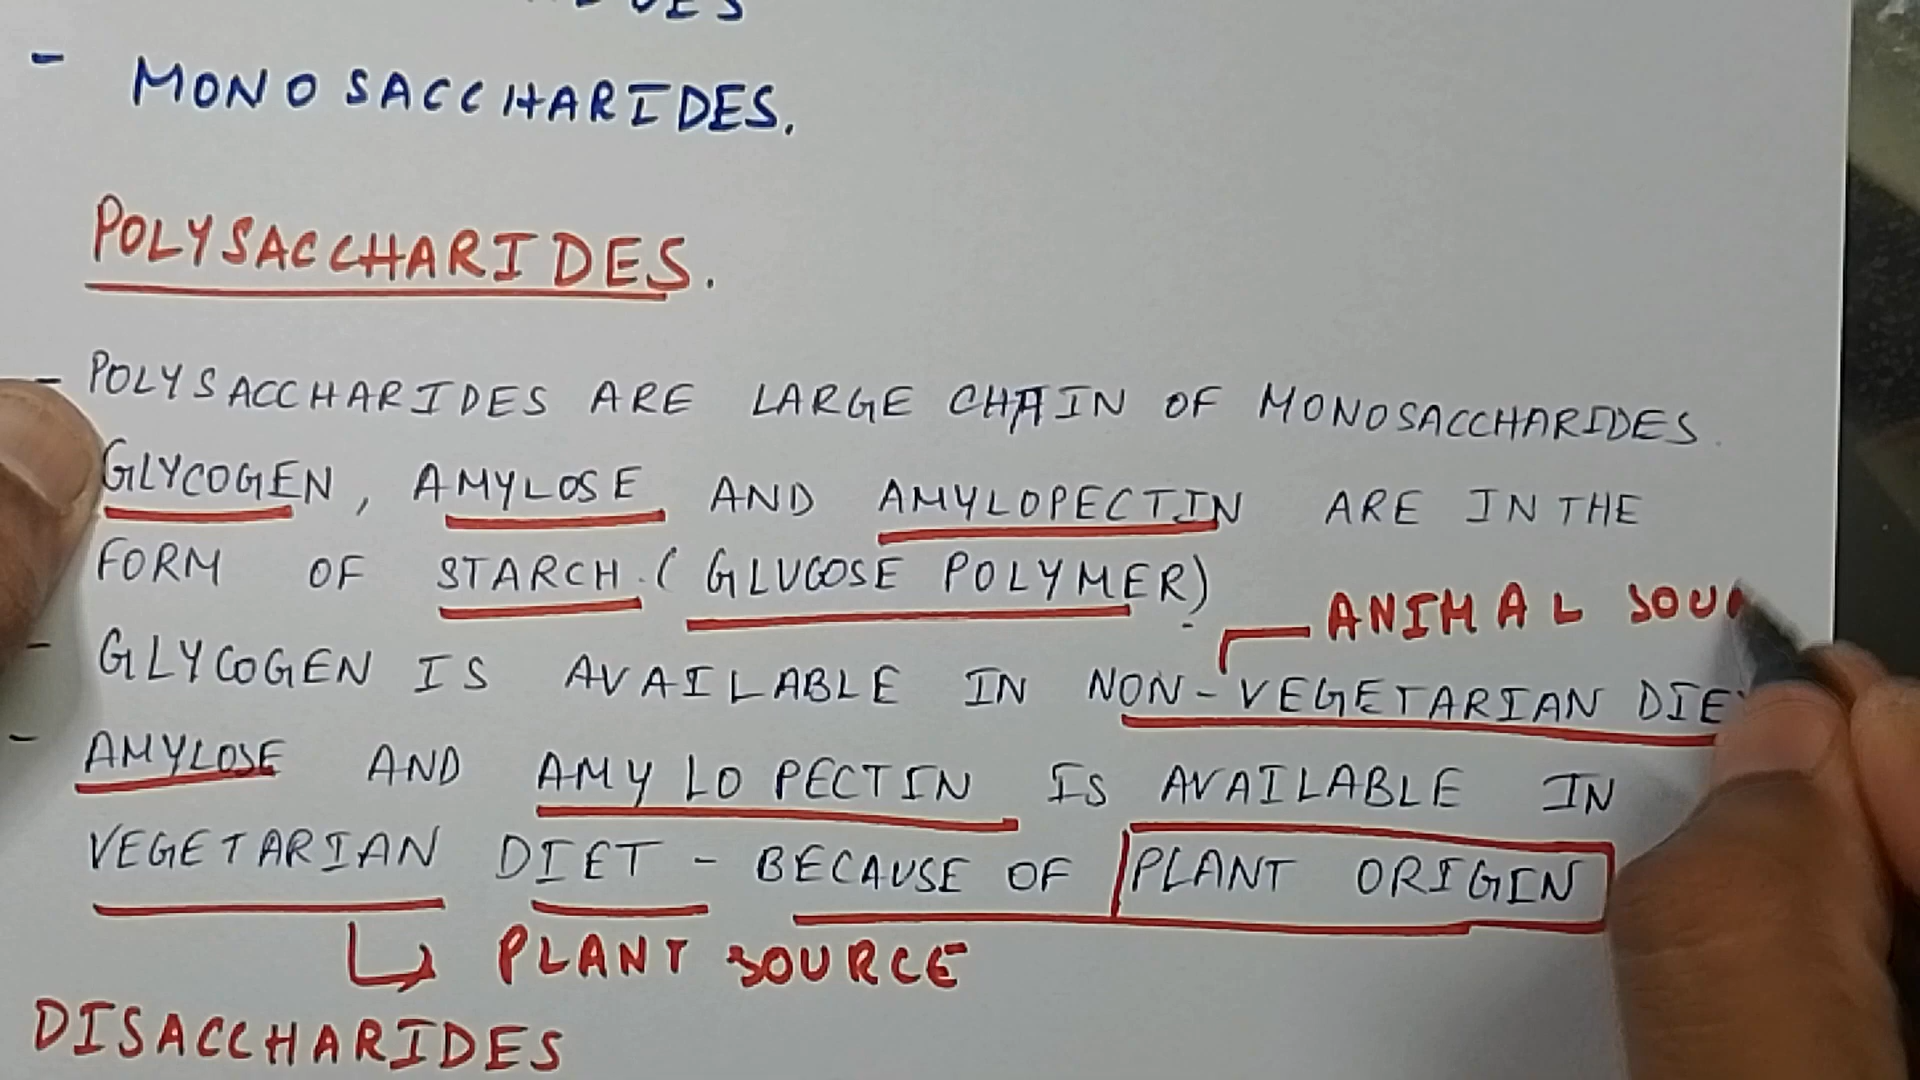 - MONOSACCHARIDES.
POLYSACCHARIDES.
- POLYSACCHARIDES ARE LARGE CHAIN OF MONOSACCHARIDES.
GLYCOGEN, AMYLOSE AND AMYLOPECTIN ARE IN THE
FORM OF STARCH. (GLUCOSE POLYMER)
ANIMAL SOU
- GLYCOGEN IS AVAILABLE IN NON-VEGETARIAN DIE
- AMYLOSE AND AMYLOPECTIN IS AVAILABLE IN
VEGETARIAN DIET - BECAUSE OF PLANT ORIGIN
PLANT SOURCE
DISACCHARIDES